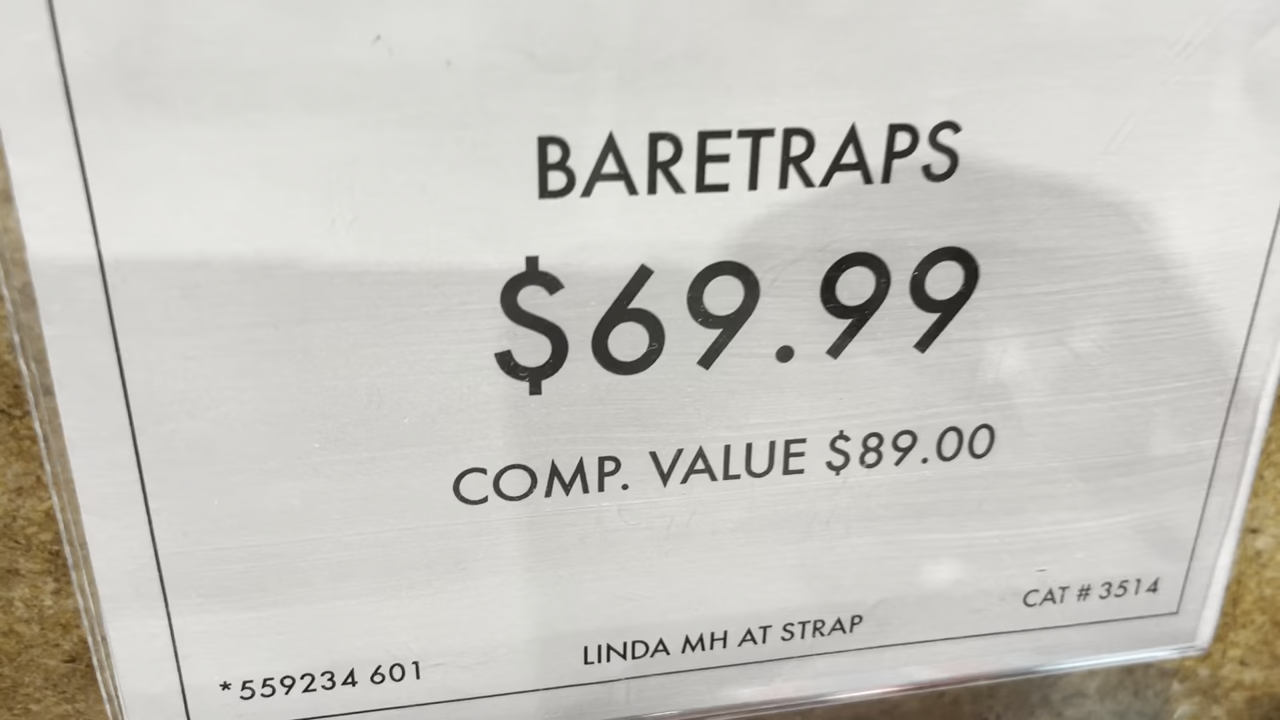 BARETRAPS
$69.99
COMP. VALUE $89.00
CAT # 3514
LINDA MH AT STRAP
*559234 601